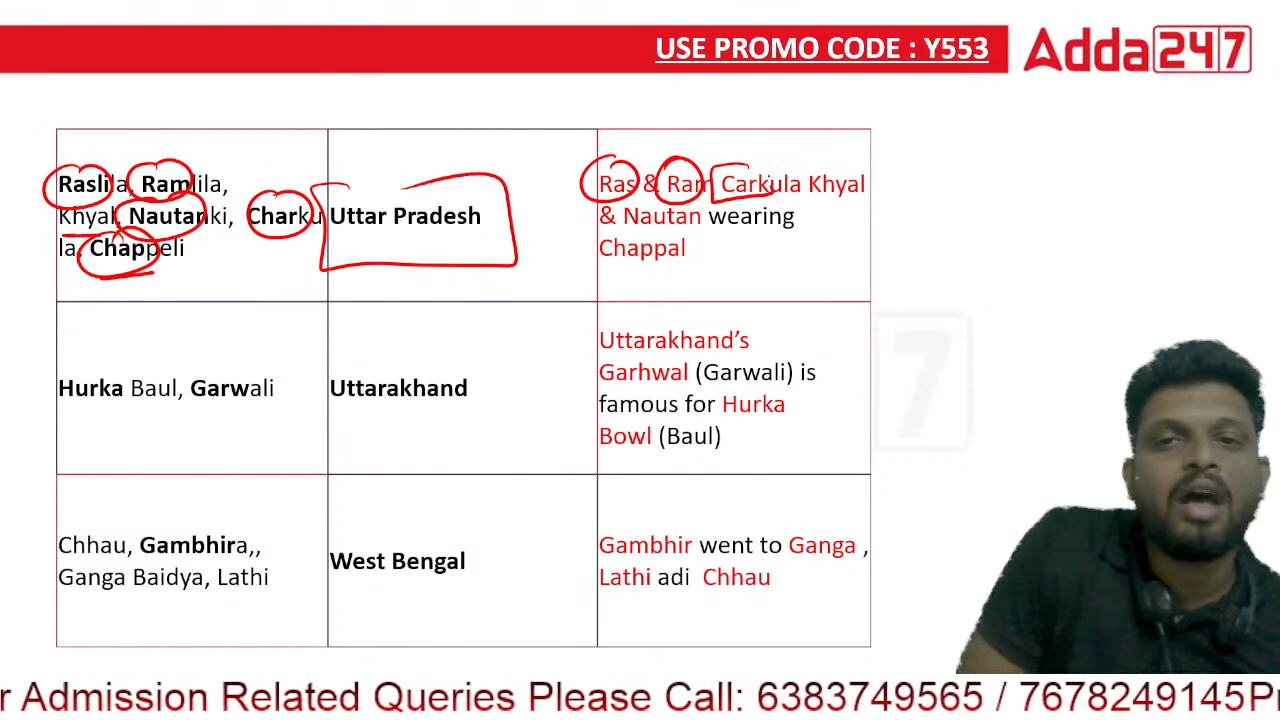 USE PROMO CODE : Y553
Adda247
Raslila, Ramlila,
Khyal, Nautanki, Charku
la, Chappeli
Uttar Pradesh
Ras & Ram Carkula Khyal
& Nautan wearing
Chappal
Hurka Baul, Garwali
Uttarakhand
Uttarakhand’s
Garhwal (Garwali) is
famous for Hurka
Bowl (Baul)
7
Chhau, Gambhira,,
Ganga Baidya, Lathi
West Bengal
Gambhir went to Ganga ,
Lathi adi Chhau
r Admission Related Queries Please Call: 6383749565 / 7678249145Pr